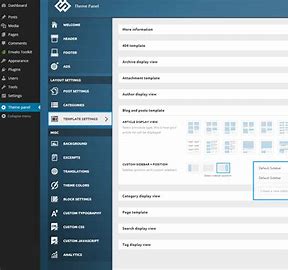 Dashboard
Posts
Media
Pages
Comments
Envato Toolkit
Appearance
Plugins
Users
Tools
Settings
Theme panel
Collapse menu
Theme Panel
WELCOME
HEADER
FOOTER
ADS
LAYOUT SETTINGS
POST SETTINGS
CATEGORIES
TEMPLATE SETTINGS
MISC
BACKGROUND
EXCERPTS
TRANSLATIONS
THEME COLORS
BLOCK SETTINGS
CUSTOM TYPOGRAPHY
CUSTOM CSS
CUSTOM JAVASCRIPT
ANALYTICS
More information
404 template
Archive display view
Attachment template
Author display view
Blog and posts template
ARTICLE DISPLAY VIEW
CUSTOM SIDEBAR + POSITION
Default Sidebar
Default Sidebar
Category display view
Page template
Search display view
Tag display view